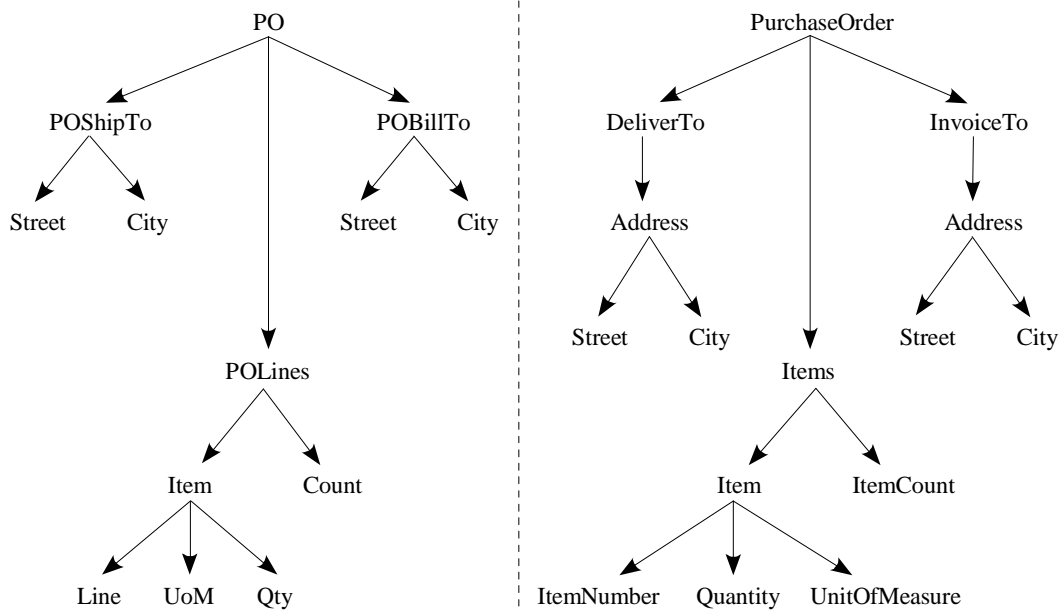 PO
POShipTo
POBillTo
Street
City
Street
City
POLines
Item
Count
Line
UoM
Qty
PurchaseOrder
DeliverTo
InvoiceTo
Address
Address
Street
City
Street
City
Items
Item
ItemCount
ItemNumber
Quantity
UnitOfMeasure